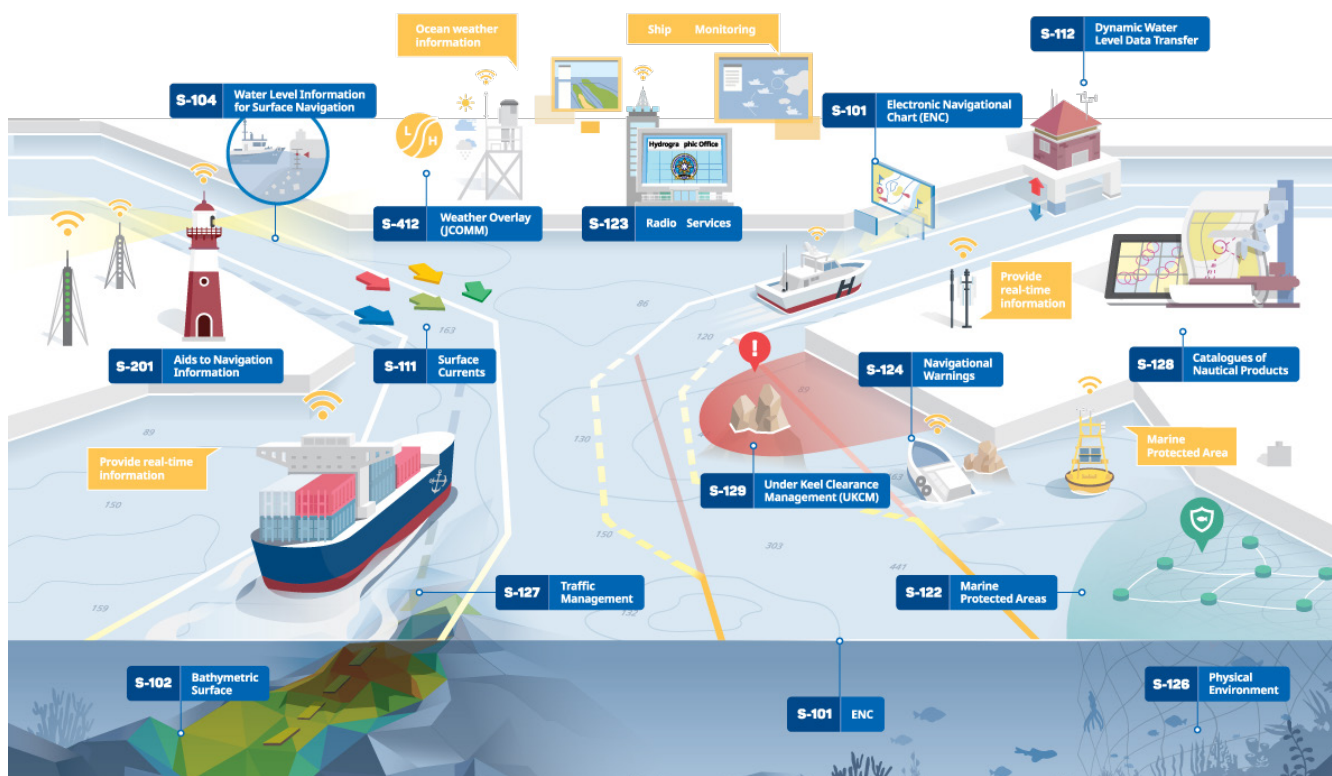 Ocean weather
information
Ship Monitoring
S-112
Dynamic Water
Level Data Transfer
S-104
Water Level Information
for Surface Navigation
S-101
Electronic Navigational
Chart (ENC)
L
H
Hydrogra phic Office
S-412
Weather Overlay
(JCOMM)
S-123
Radio Services
H
Provide
real-time
information
86
163
120
S-201
Aids to Navigation
Information
S-111
Surface
Currents
!
S-124
Navigational
Warnings
S-128
Catalogues of
Nautical Products
89
89
130
Provide real-time
information
Marine
Protected Area
S-129
Under Keel Clearance
Management (UKCM)
63
150
150
303
441
S-127
Traffic
Management
S-122
Marine
Protected Areas
159
132
S-102
Bathymetric
Surface
S-101
ENC
S-126
Physical
Environment